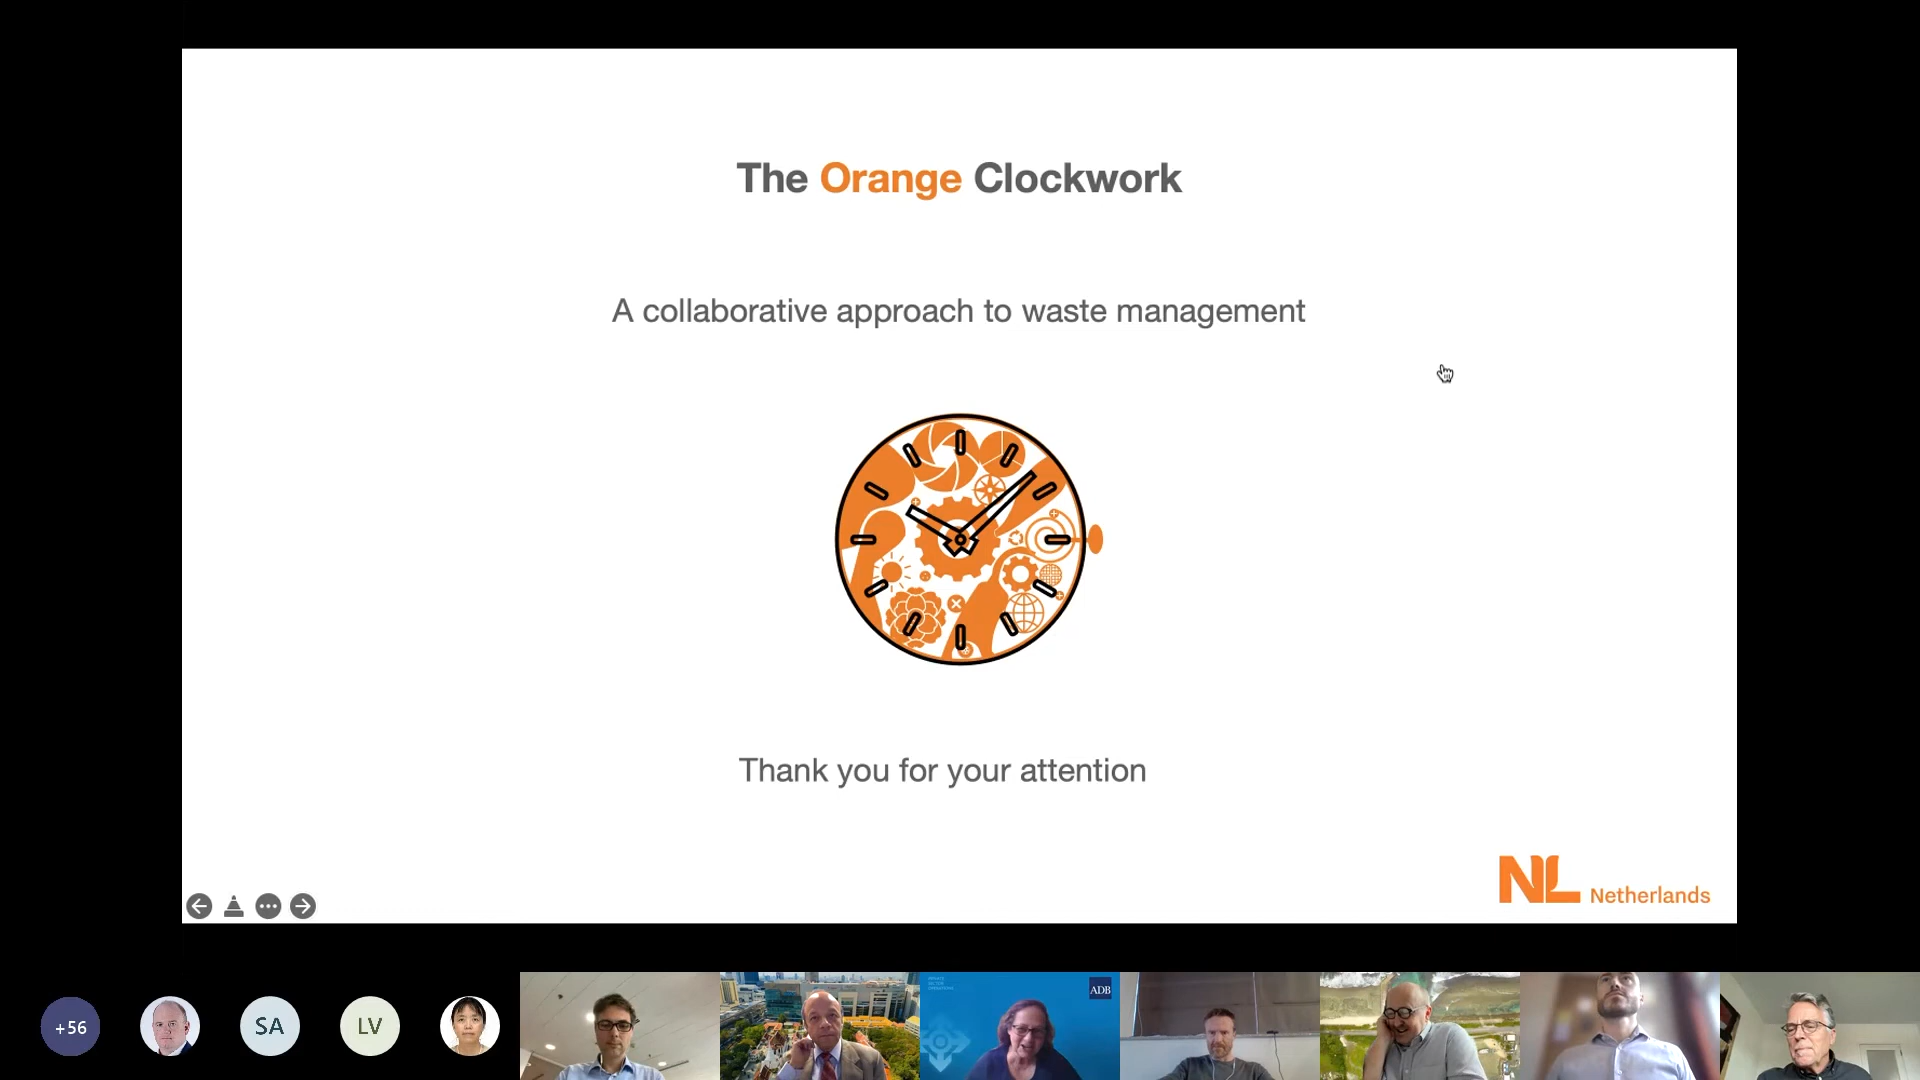 The Orange Clockwork
A collaborative approach to waste management
Thank you for your attention
NL Netherlands
+56
SA
LV
ADB